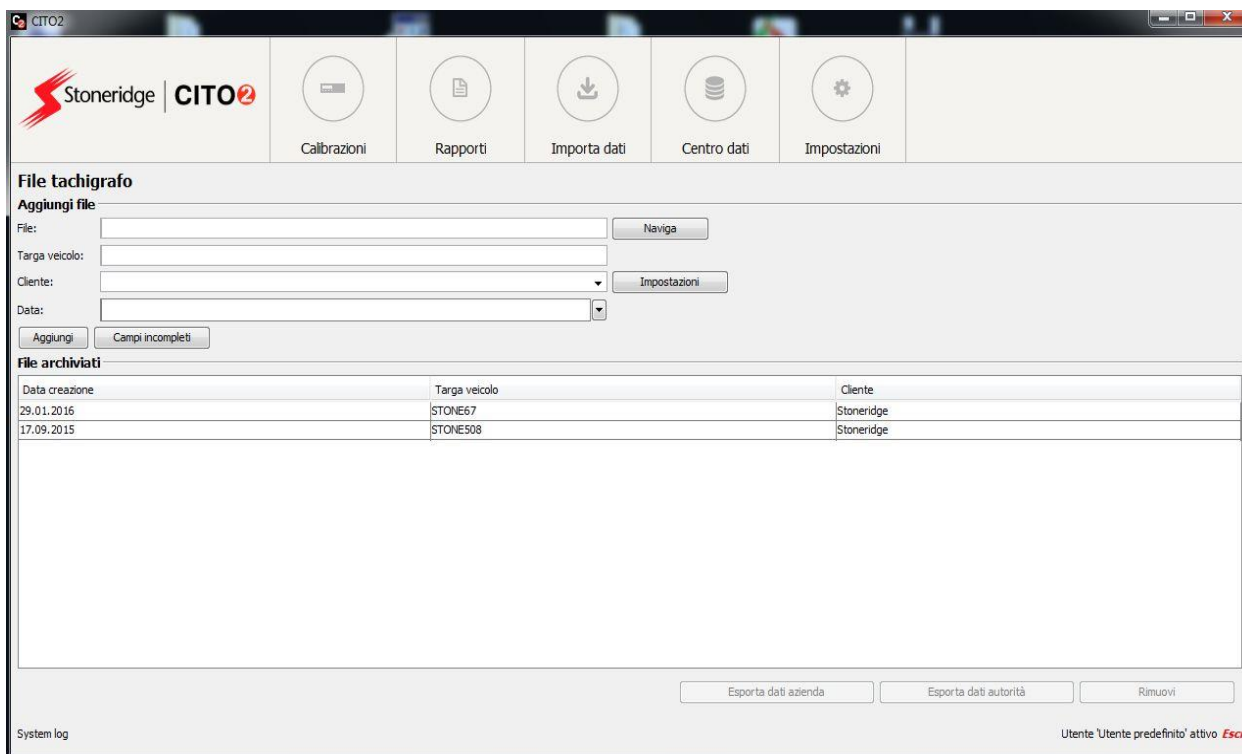 CITO2
Stoneridge | CITO2
Calibrazioni
Rapporti
Importa dati
Centro dati
Impostazioni
File tachigrafo
Aggiungi file
File:
Naviga
Targa veicolo:
Cliente:
Impostazioni
Data:
Aggiungi
Campi incompleti
File archiviati
Data creazione Targa veicolo Cliente
29.01.2016 STONE67 Stoneridge
17.09.2015 STONE508 Stoneridge
Esporta dati azienda
Esporta dati autorità
Rimuovi
System log
Utente 'Utente predefinito' attivo Esci